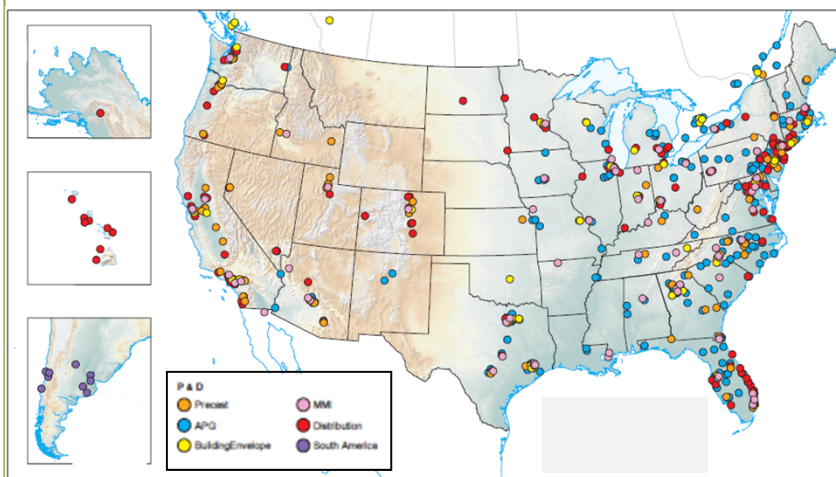 P & D
Precast
MMI
APG
Distribution
BuildingEnvelope
South America